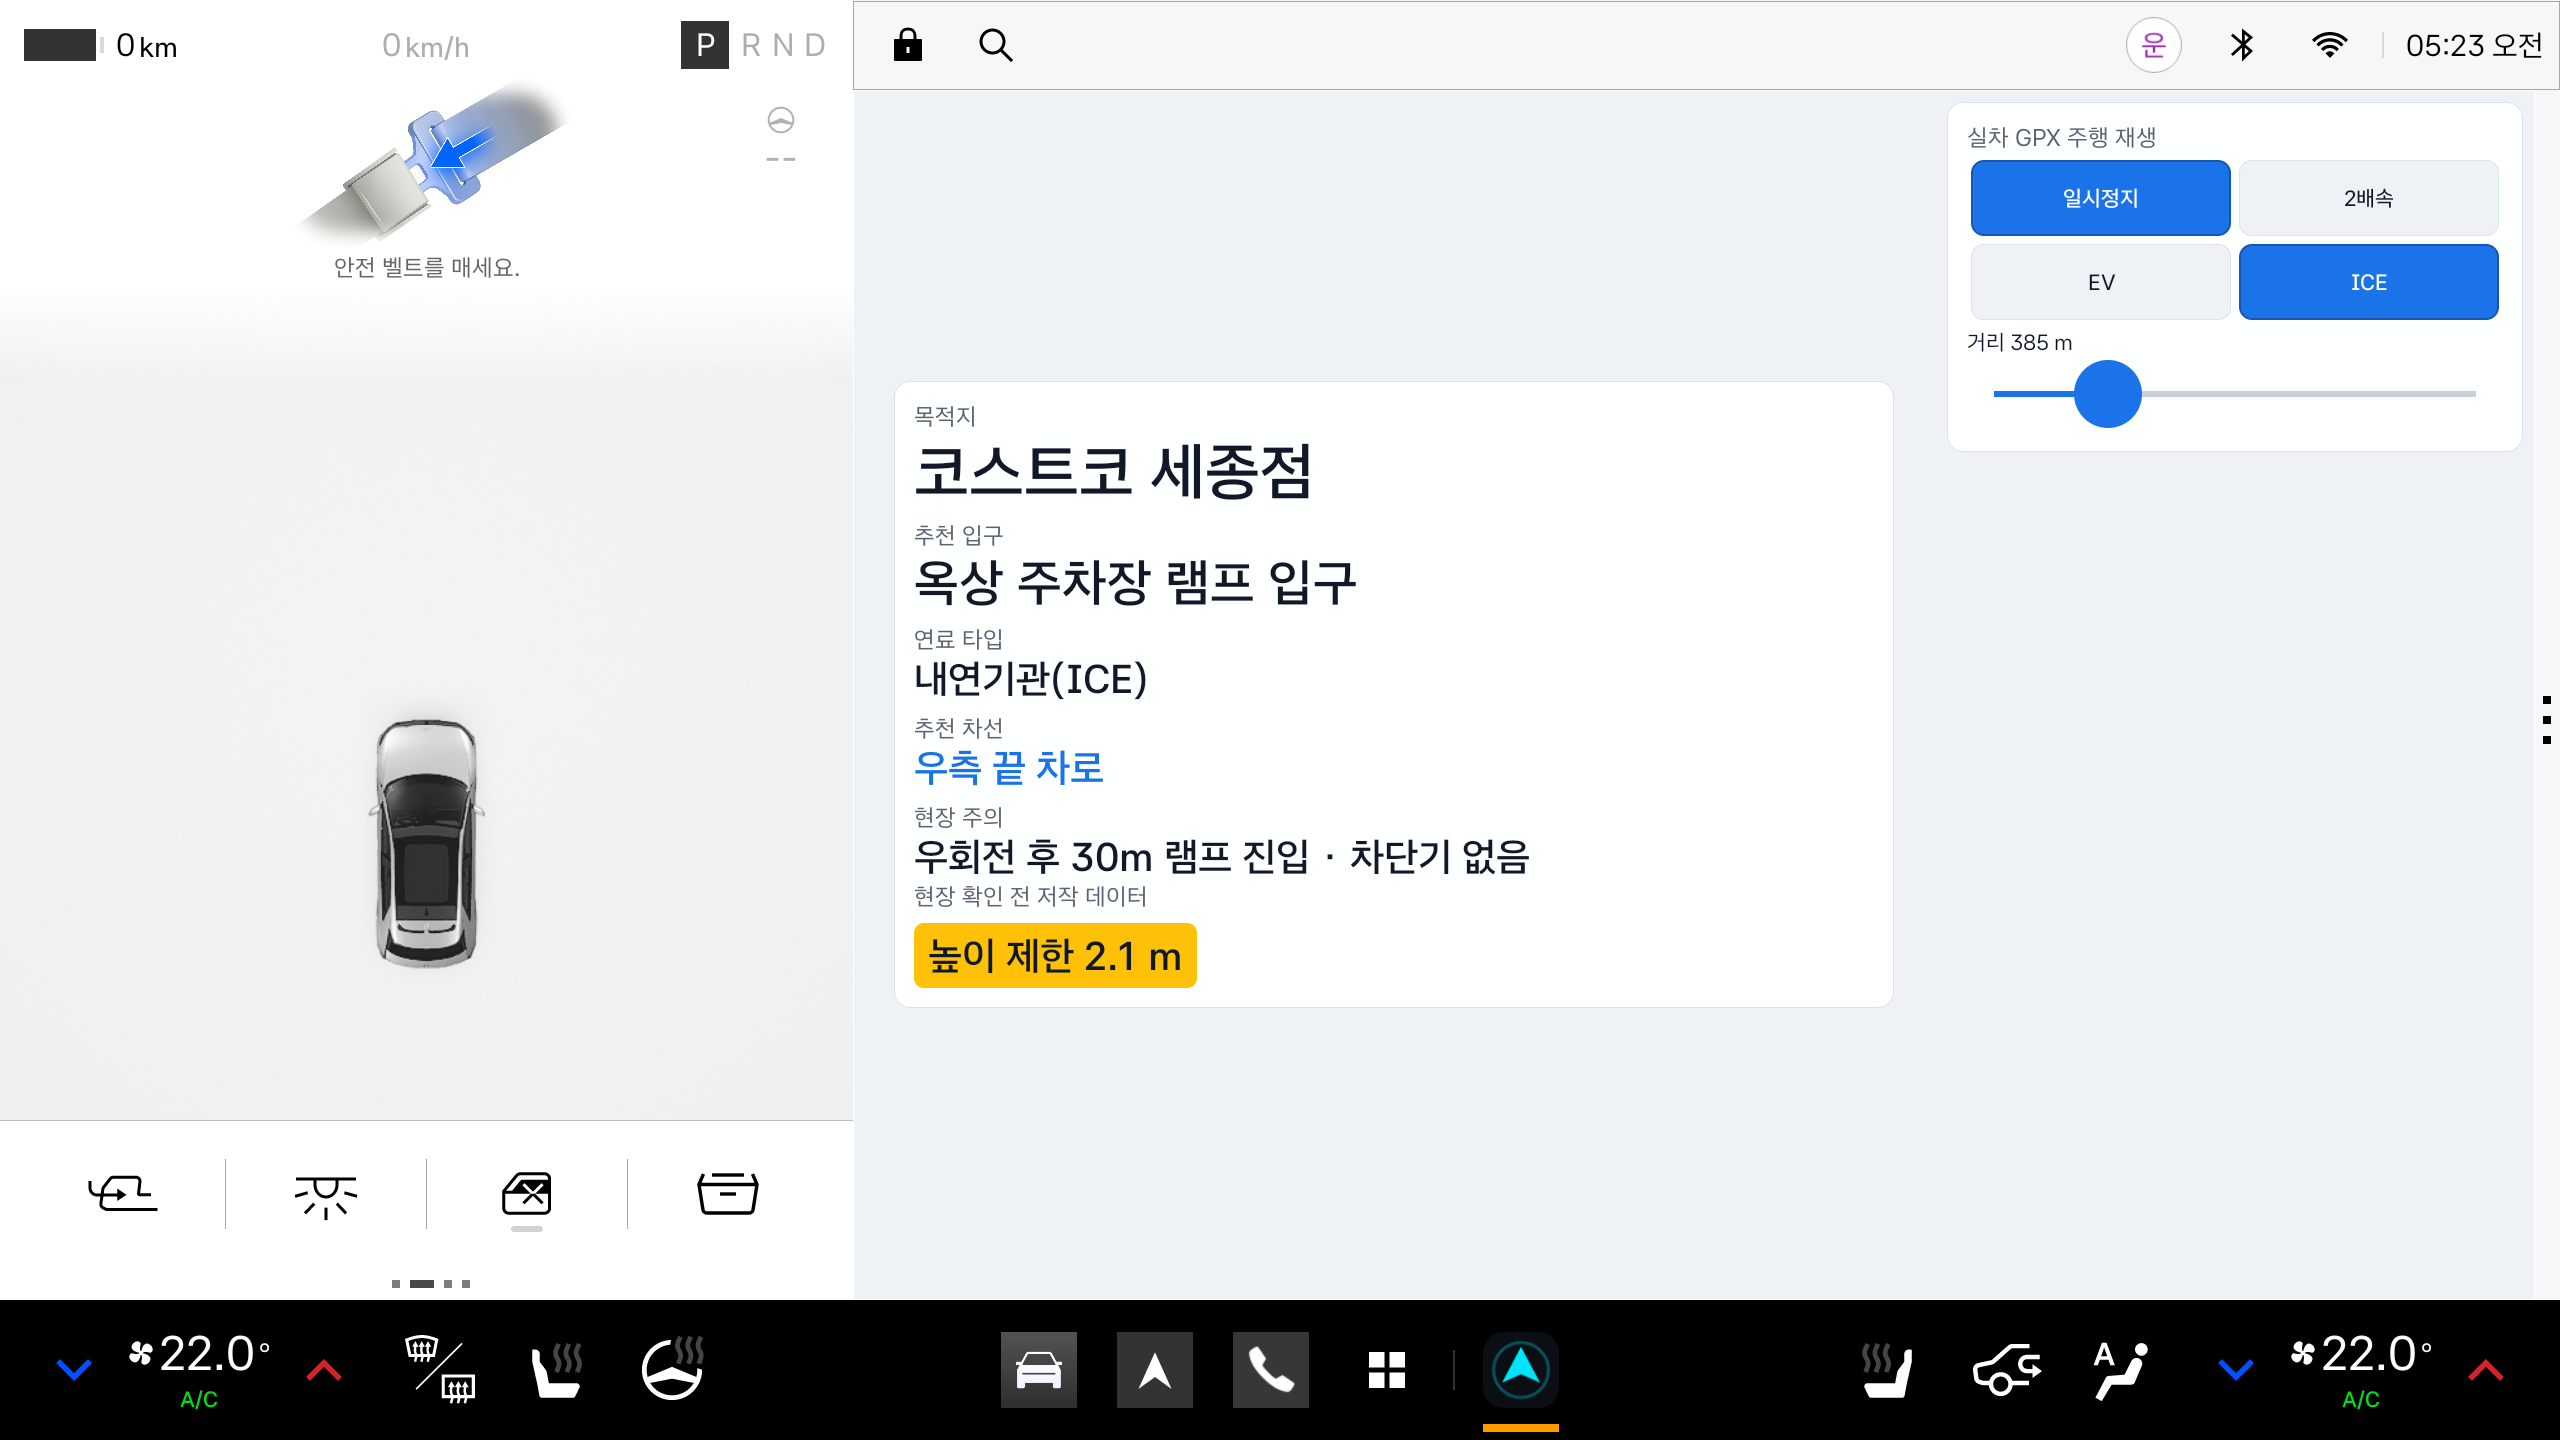 0 km
0 km/h
P R N D
--
안전 벨트를 매세요.
운
05:23 오전
실차 GPX 주행 재생
일시정지
2배속
EV
ICE
거리 385 m
목적지
코스트코 세종점
추천 입구
옥상 주차장 램프 입구
연료 타입
내연기관(ICE)
추천 차선
우측 끝 차로
현장 주의
우회전 후 30m 램프 진입 · 차단기 없음
현장 확인 전 저작 데이터
높이 제한 2.1 m
22.0°
A/C
A
22.0°
A/C